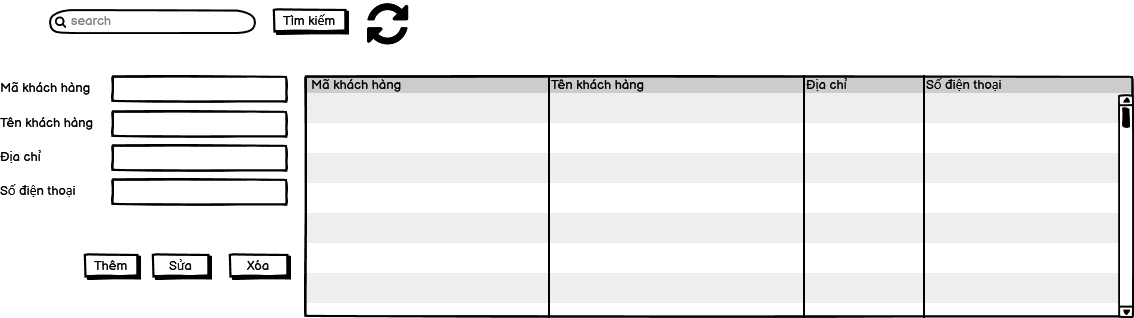 search
Tìm kiếm
Mã khách hàng
Tên khách hàng
Địa chỉ
Số điện thoại
Thêm
Sửa
Xóa
Mã khách hàng
Tên khách hàng
Địa chỉ
Số điện thoại